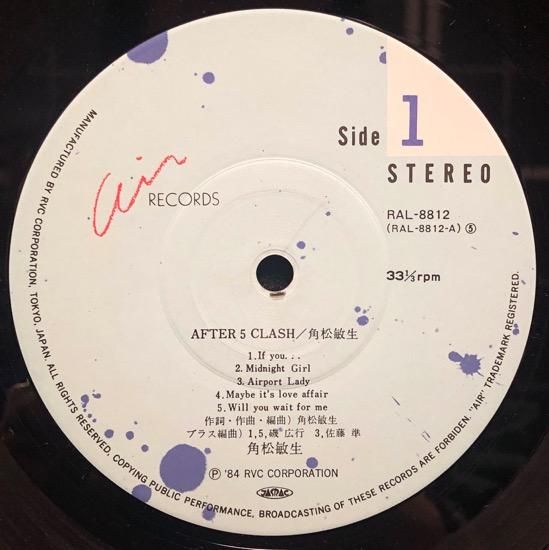 Side 1
STEREO
Air RECORDS
RAL-8812
(RAL-8812-A) ⑤
33⅓rpm
AFTER 5 CLASH/角松敏生
1.If you...
2.Midnight Girl
3.Airport Lady
4.Maybe it's love affair
5.Will you wait for me
作詞・作曲・編曲) 角松敏生
ブラス編曲) 1,5,磯 広行 3,佐藤 準
角松敏生
Ⓟ '84 RVC CORPORATION
JASRAC
MANUFACTURED BY RVC CORPORATION, TOKYO, JAPAN. ALL RIGHTS RESERVED, COPYING PUBLIC PERFORMANCE, BROADCASTING OF THESE RECORDS ARE FORBIDEN. "AIR" TRADEMARK REGISTERED.